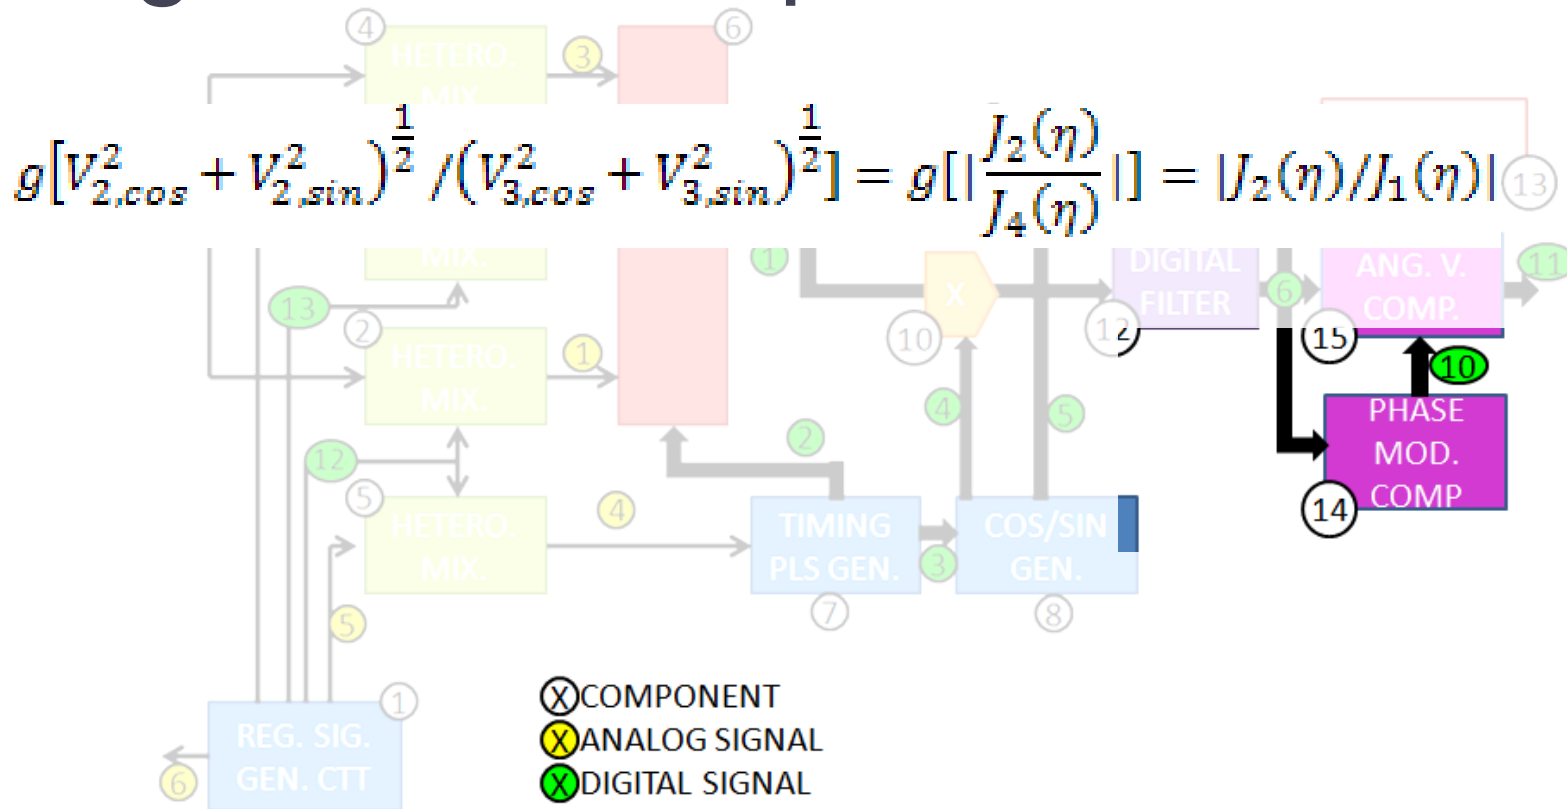 4
6
HETERO.
3
MIX.
g[V²₂,cos + V²₂,sin)^½ /(V²₃,cos + V²₃,sin)^½] = g[|J₂(η)/J₄(η)|] = |J₂(η)/J₁(η)|
13
MIX.
1
X
DIGITAL
FILTER
6
ANG. V.
COMP.
11
13
2
10
12
15
HETERO.
MIX.
1
10
4
5
PHASE
MOD.
COMP
14
12
2
5
HETERO.
MIX.
4
TIMING
PLS GEN.
3
COS/SIN
GEN.
7
8
5
1
REG. SIG.
GEN. CTT
6
X COMPONENT
X ANALOG SIGNAL
X DIGITAL SIGNAL